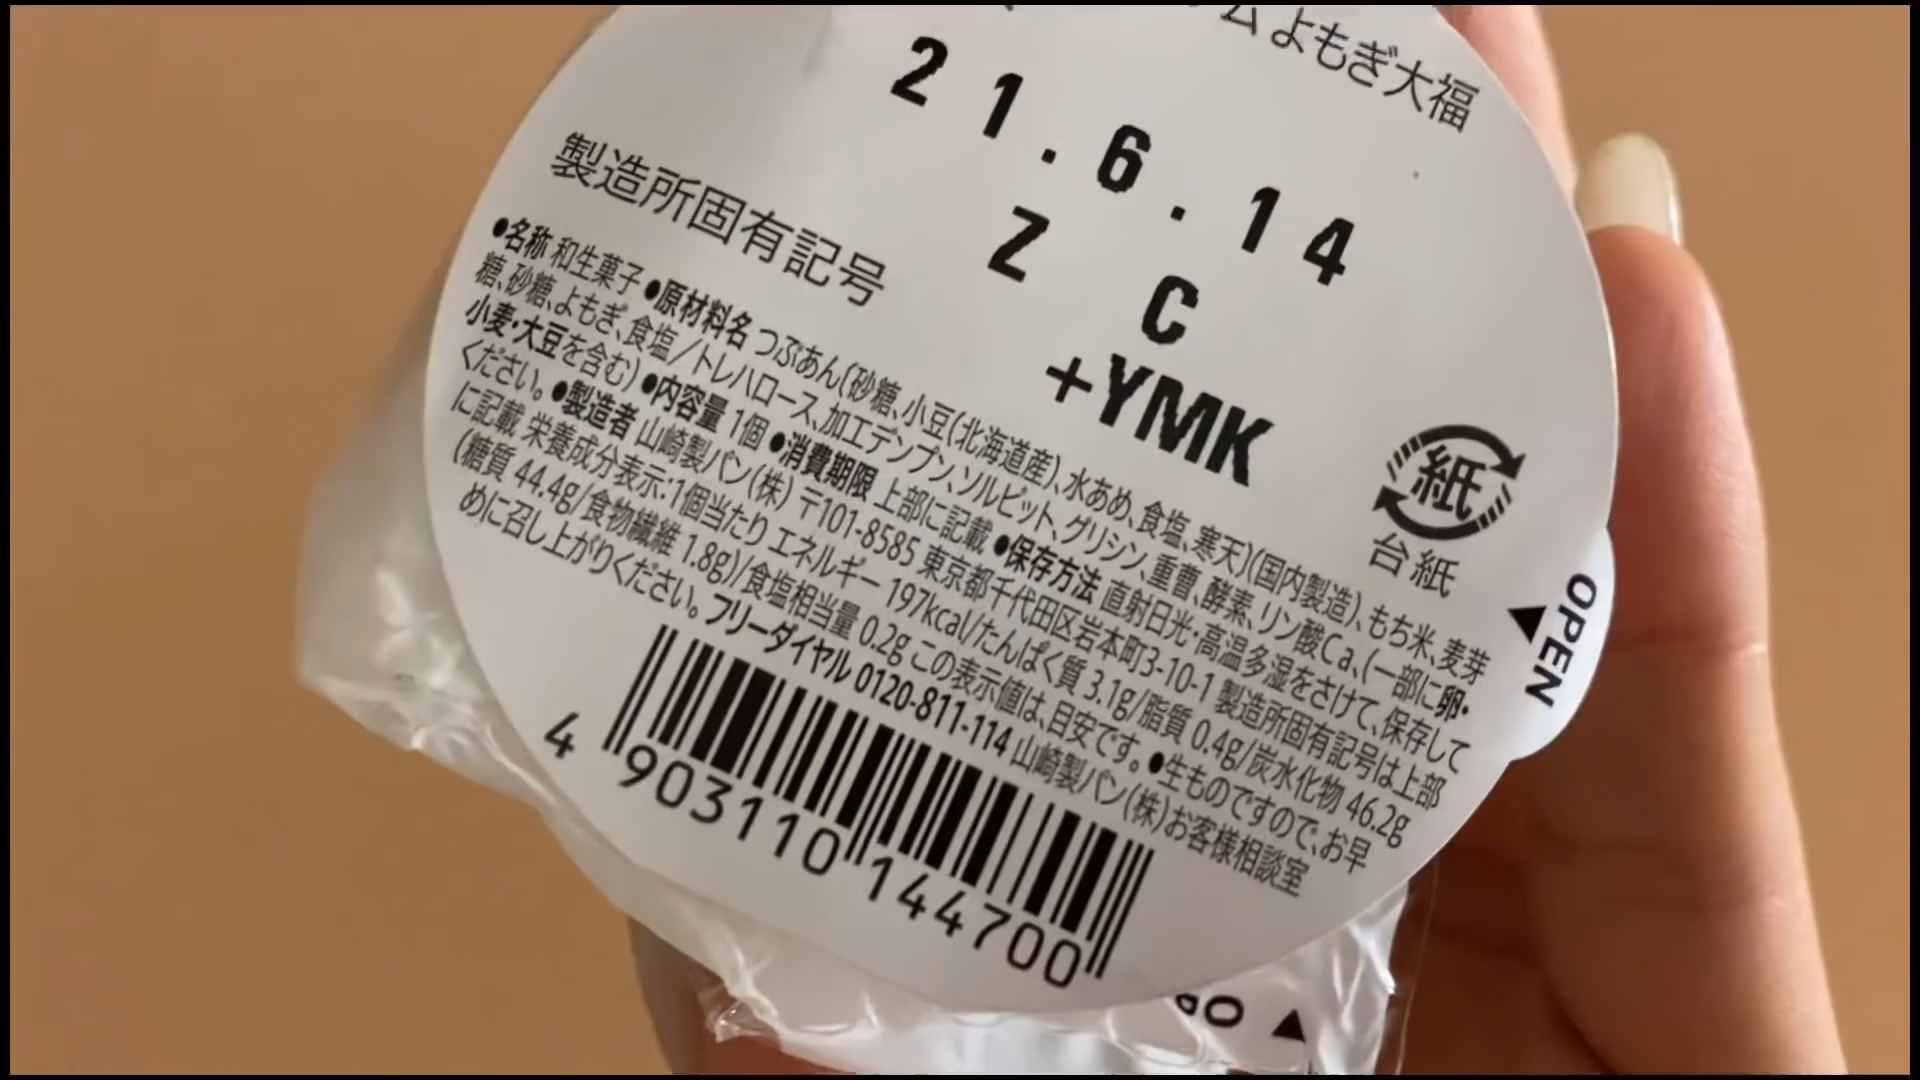 ム よもぎ大福
21.6.14
製造所固有記号
Z C
+YMK
●名称 和生菓子 ●原材料名 つぶあん(砂糖、小豆(北海道産)、水あめ、食塩、寒天)(国内製造)、もち米、麦芽
糖、砂糖、よもぎ、食塩／トレハロース、加工デンプン、ソルビット、グリシン、重曹、酵素、リン酸Ca、(一部に卵・
小麦・大豆を含む) ●内容量 1個 ●消費期限 上部に記載 ●保存方法 直射日光・高温多湿をさけて、保存して
ください。 ●製造者 山崎製パン(株) 〒101-8585 東京都千代田区岩本町3-10-1 製造所固有記号は上部
に記載 栄養成分表示:1個当たり エネルギー 197kcal/たんぱく質 3.1g/脂質 0.4g/炭水化物 46.2g
(糖質 44.4g/食物繊維 1.8g)/食塩相当量 0.2g この表示値は、目安です。 ●生ものですので、お早
めに召し上がりください。 フリーダイヤル 0120-811-114 山崎製パン(株)お客様相談室
紙
台紙
OPEN
4 903110 144700